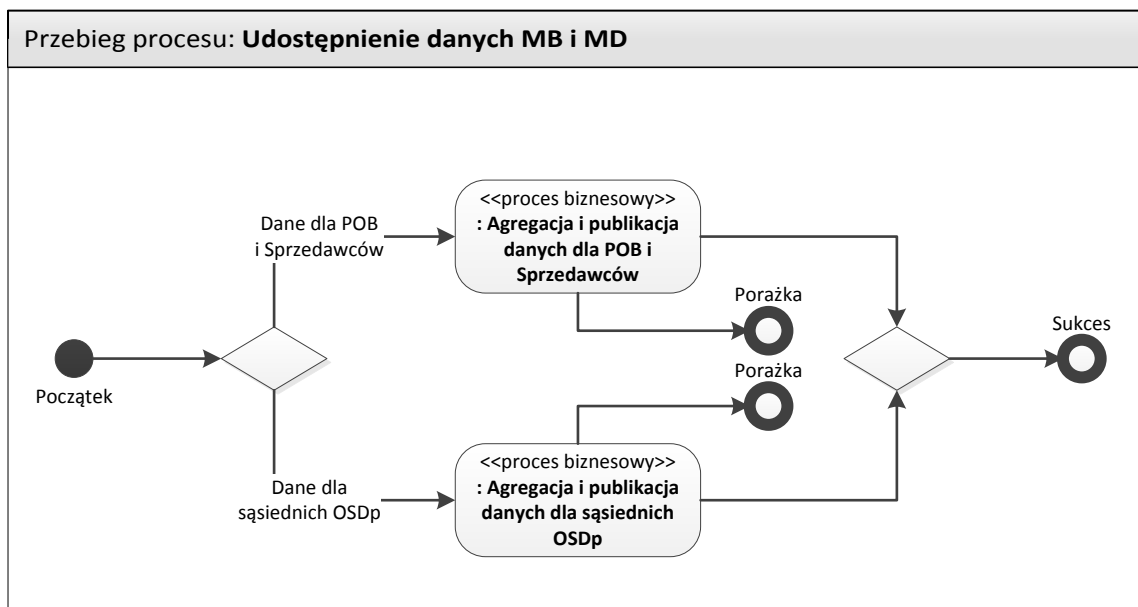 Przebieg procesu: Udostępnienie danych MB i MD
<<proces biznesowy>>
: Agregacja i publikacja
danych dla POB i
Sprzedawców
Dane dla POB
i Sprzedawców
Porażka
Sukces
Początek
Porażka
<<proces biznesowy>>
: Agregacja i publikacja
danych dla sąsiednich
OSDp
Dane dla
sąsiednich OSDp